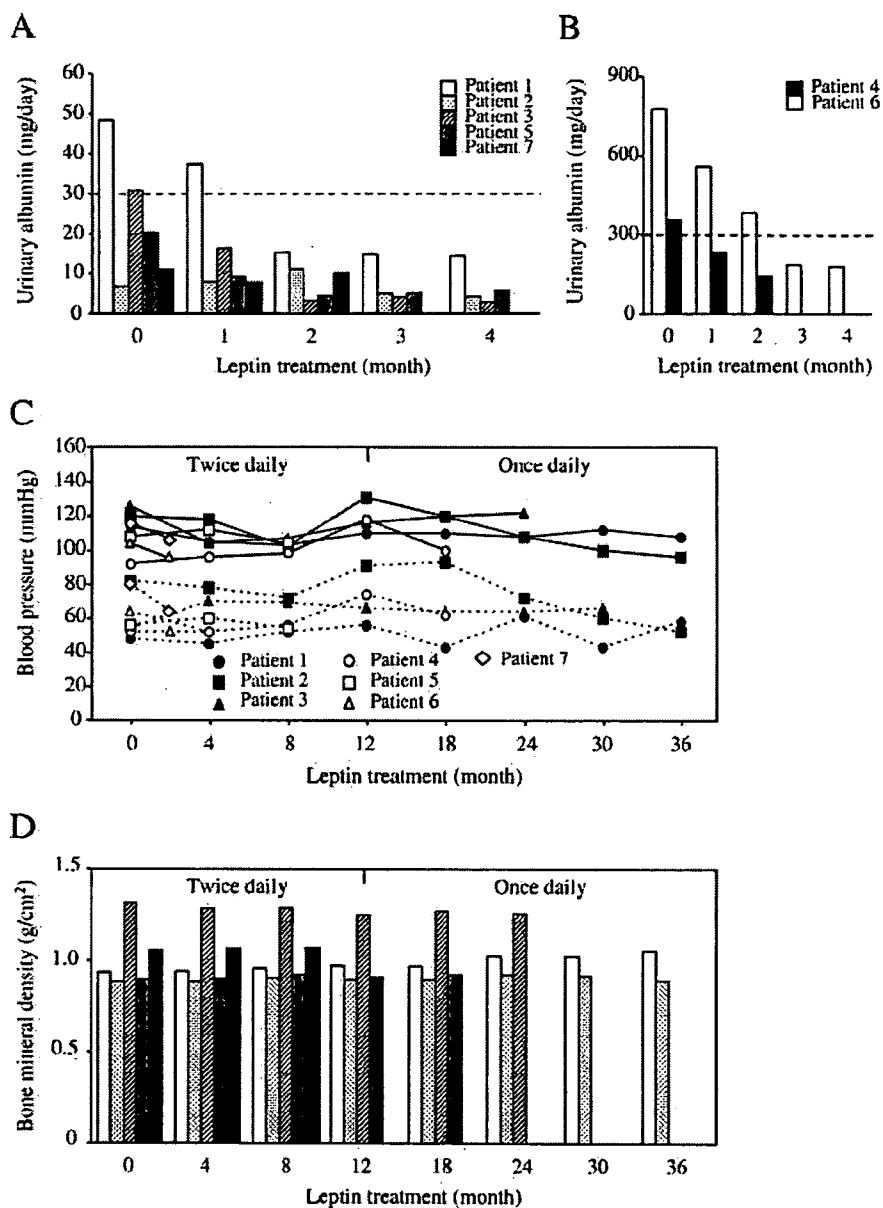 A
Urinary albumin (mg/day)
60
50
40
30
20
10
0
Patient 1
Patient 2
Patient 3
Patient 5
Patient 7
0 1 2 3 4
Leptin treatment (month)
B
Urinary albumin (mg/day)
900
600
300
0
Patient 4
Patient 6
0 1 2 3 4
Leptin treatment (month)
C
Blood pressure (mmHg)
160
140
120
100
80
60
40
20
0
Twice daily Once daily
Patient 1 Patient 4 Patient 7
Patient 2 Patient 5
Patient 3 Patient 6
0 4 8 12 18 24 30 36
Leptin treatment (month)
D
Bone mineral density (g/cm²)
1.5
1.0
0.5
0
Twice daily Once daily
0 4 8 12 18 24 30 36
Leptin treatment (month)